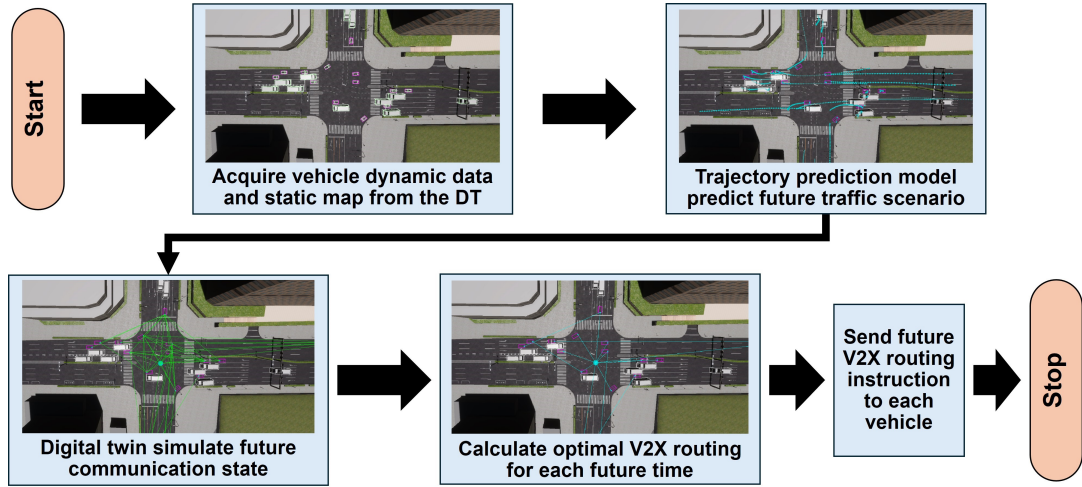 Start
Acquire vehicle dynamic data
and static map from the DT
Trajectory prediction model
predict future traffic scenario
Digital twin simulate future
communication state
Calculate optimal V2X routing
for each future time
Send future
V2X routing
instruction
to each
vehicle
Stop